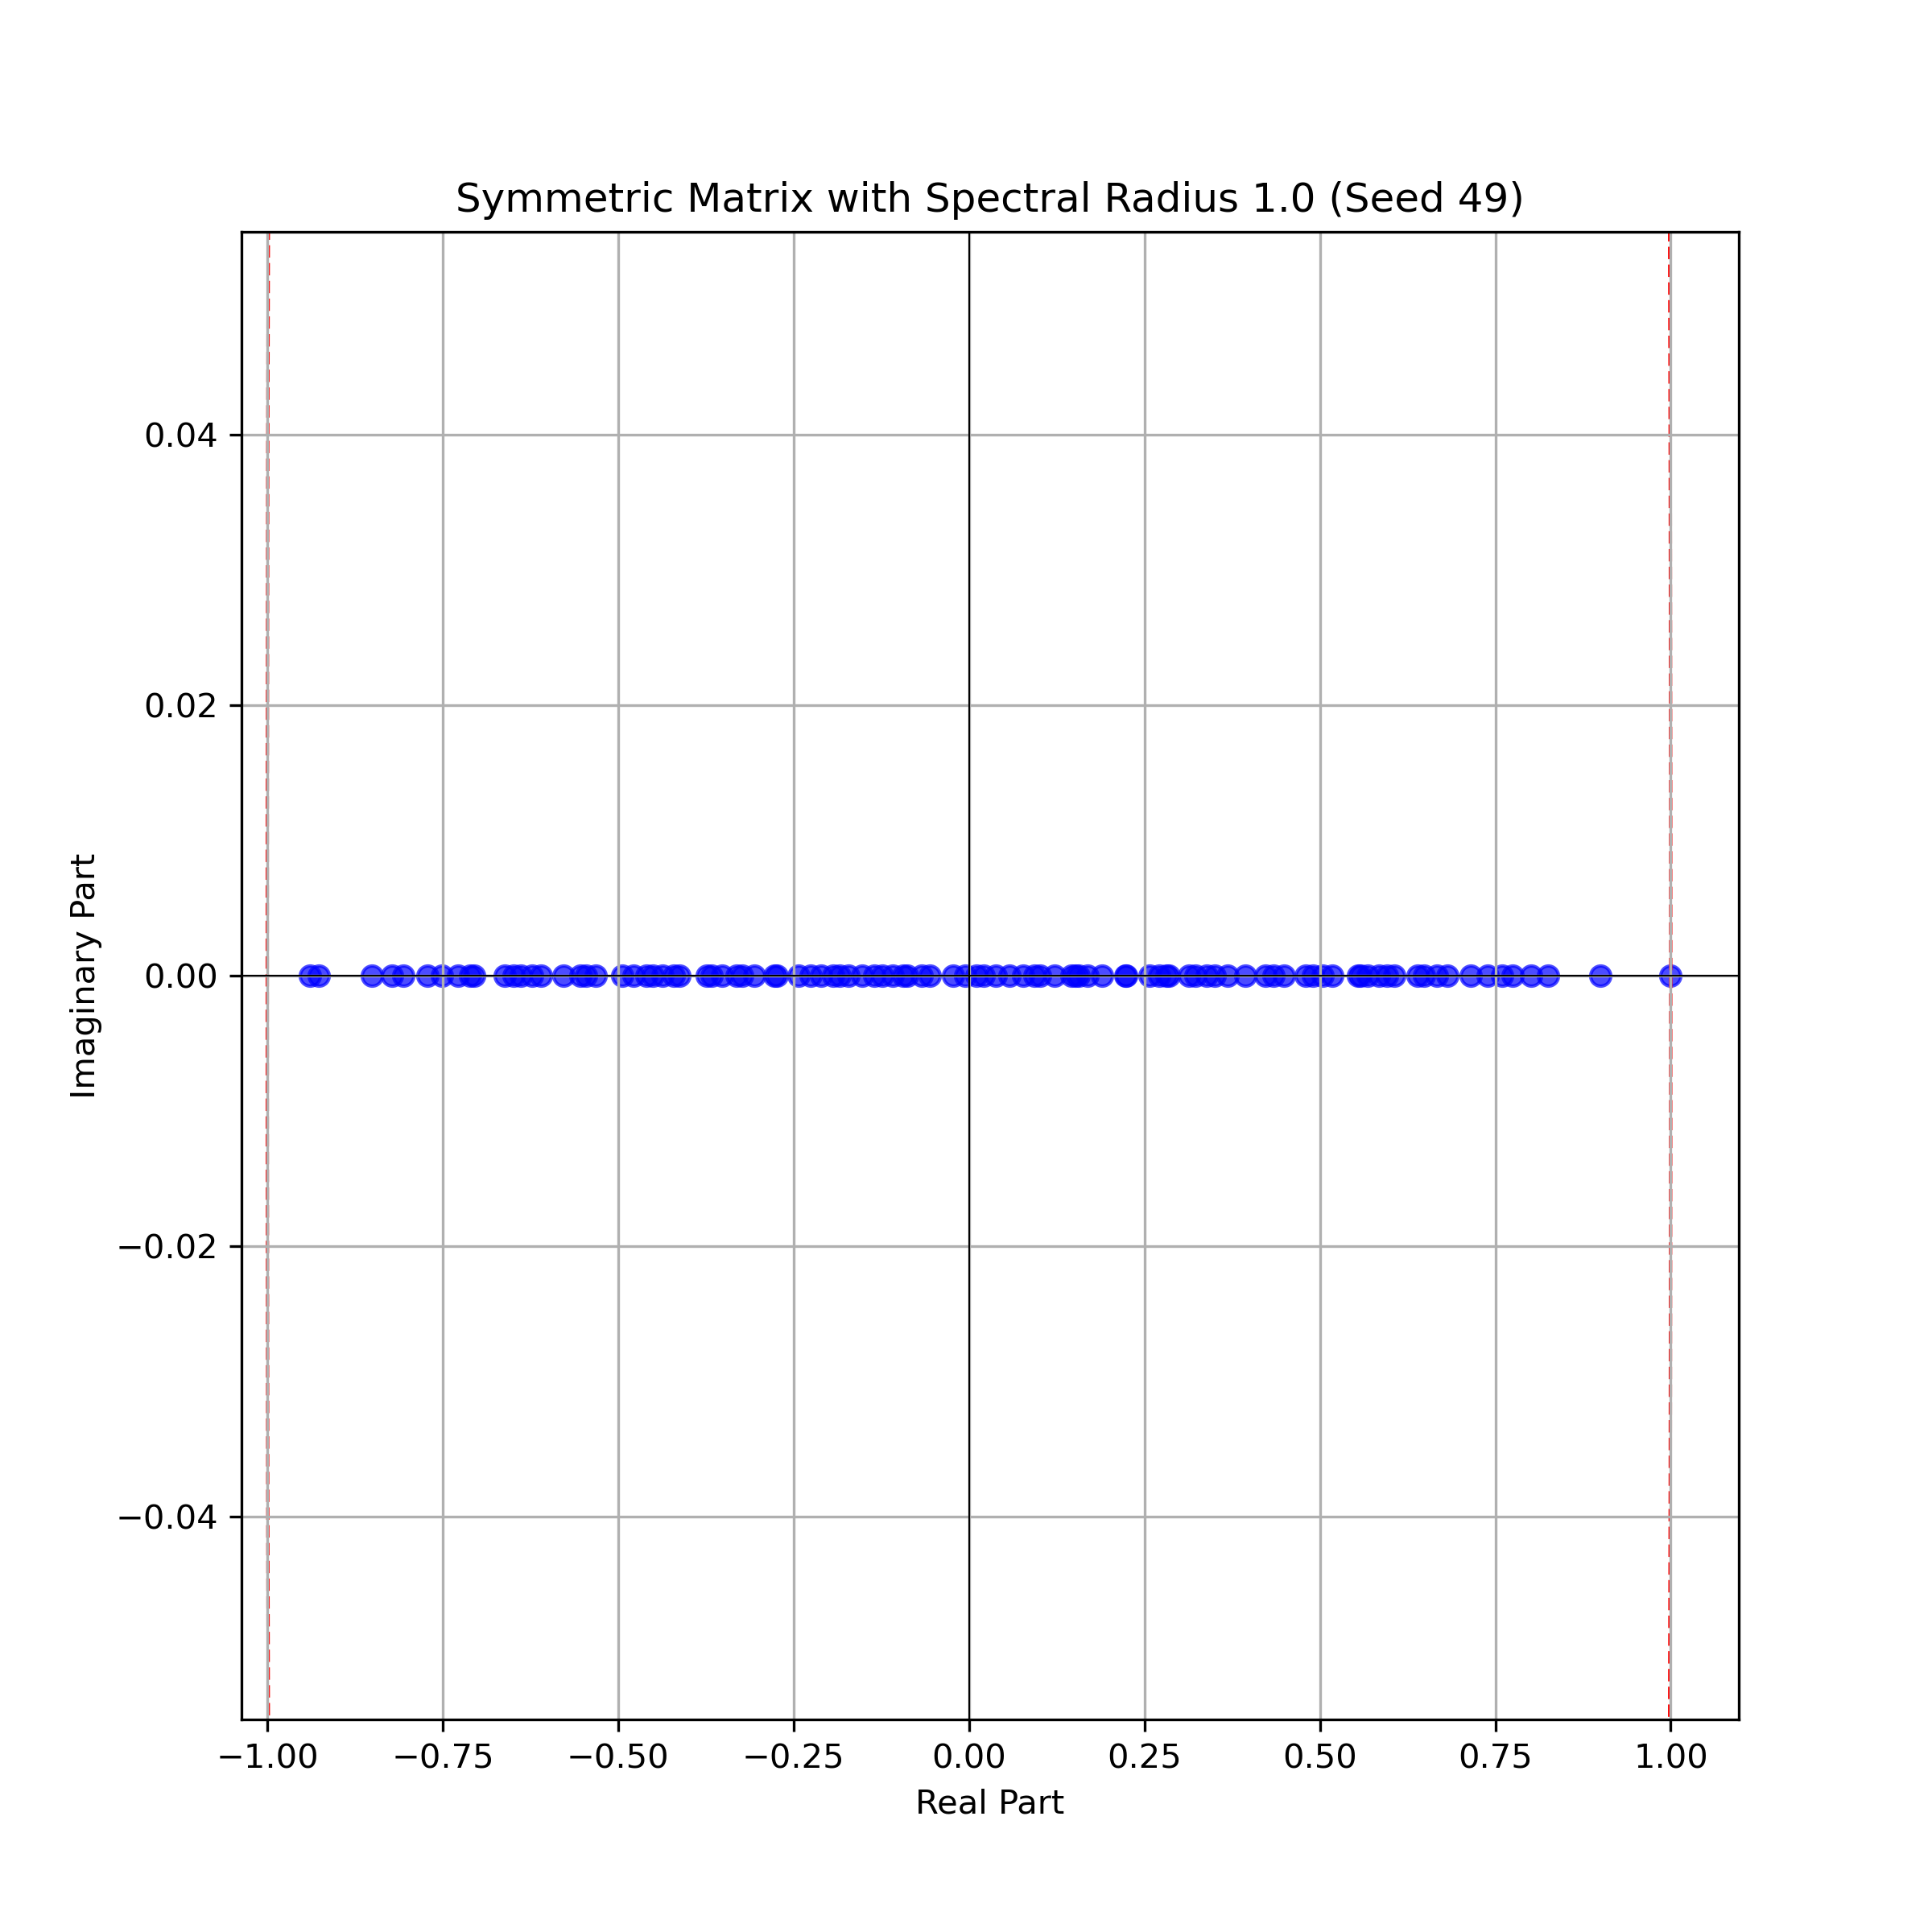 Symmetric Matrix with Spectral Radius 1.0 (Seed 49)
Imaginary Part
0.04
0.02
0.00
−0.02
−0.04
−1.00 −0.75 −0.50 −0.25 0.00 0.25 0.50 0.75 1.00
Real Part